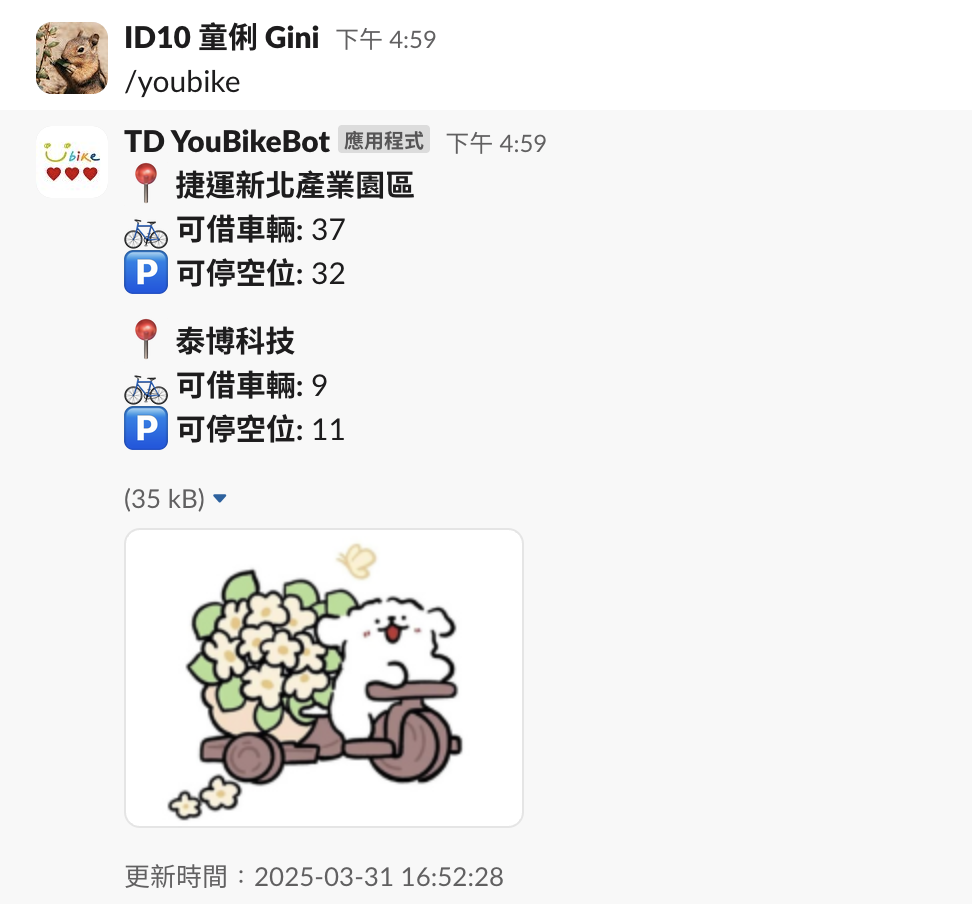 ID10 童俐 Gini 下午 4:59
/youbike
Ubike
TD YouBikeBot 應用程式 下午 4:59
捷運新北產業園區
可借車輛: 37
P 可停空位: 32
泰博科技
可借車輛: 9
P 可停空位: 11
(35 kB)
更新時間：2025-03-31 16:52:28